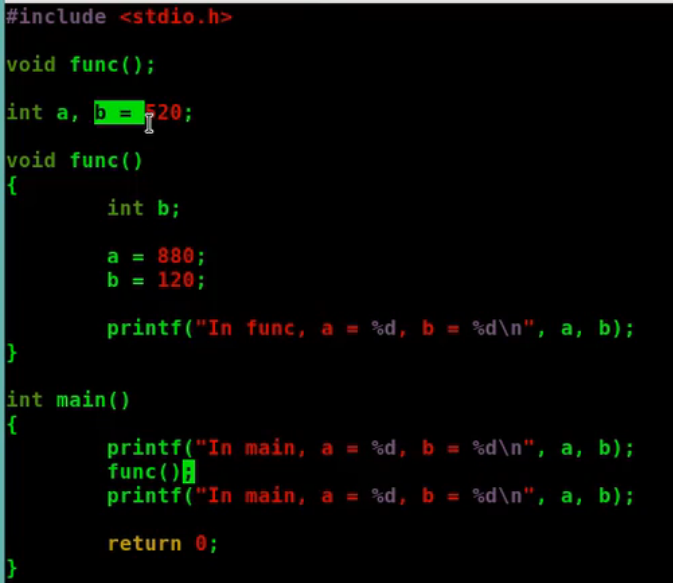 #include <stdio.h>
void func();
int a, b = 520;
void func()
{
int b;
a = 880;
b = 120;
printf("In func, a = %d, b = %d\n", a, b);
}
int main()
{
printf("In main, a = %d, b = %d\n", a, b);
func();
printf("In main, a = %d, b = %d\n", a, b);
return 0;
}